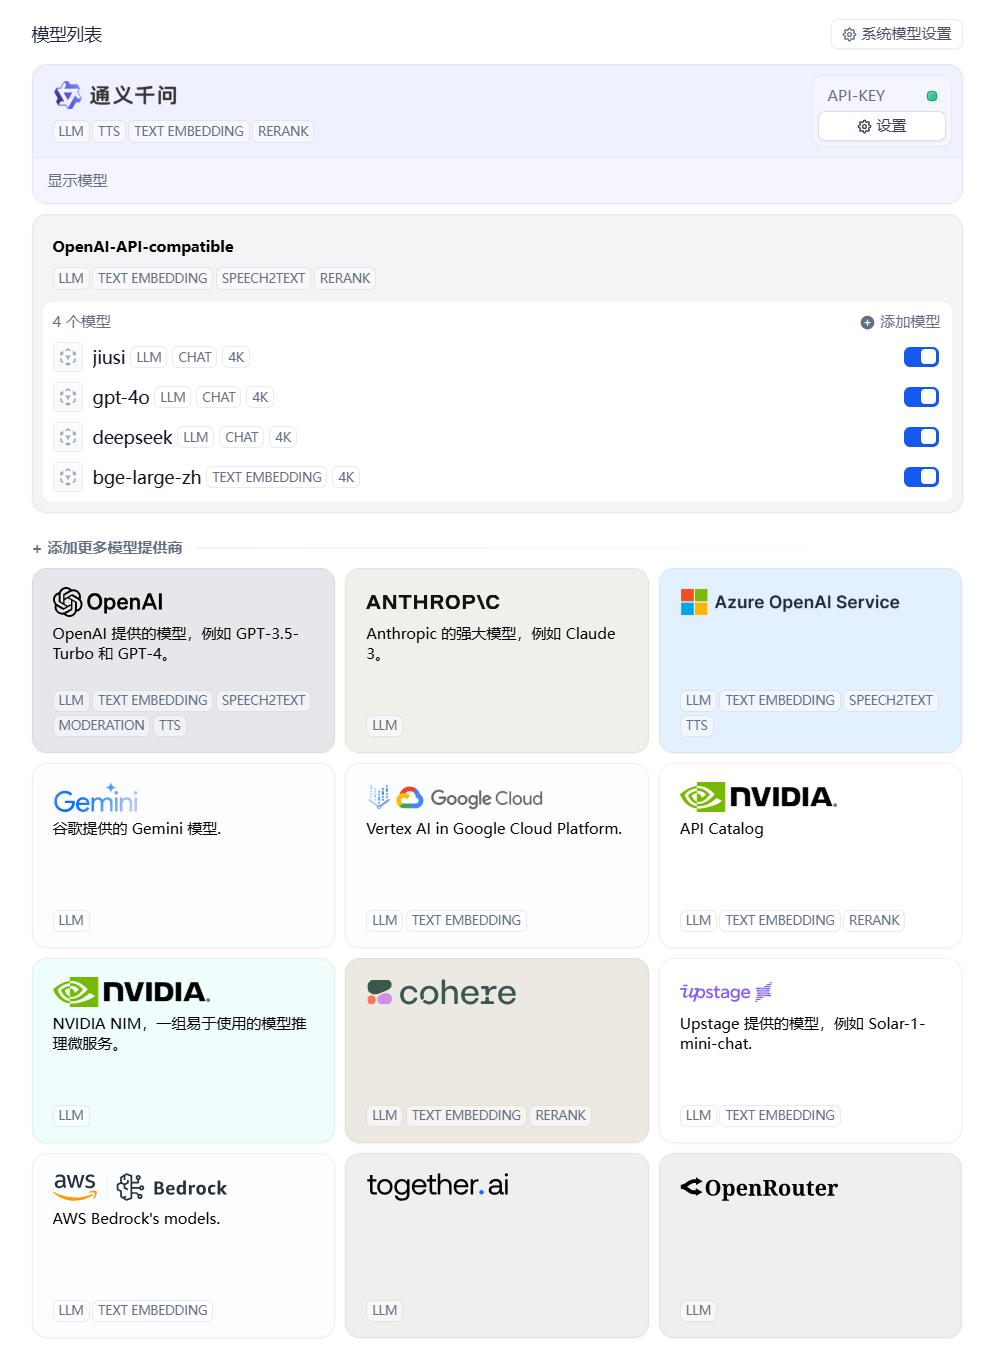 模型列表
系统模型设置
通义千问
API-KEY
LLM TTS TEXT EMBEDDING RERANK
设置
显示模型
OpenAI-API-compatible
LLM TEXT EMBEDDING SPEECH2TEXT RERANK
4 个模型
添加模型
jiusi LLM CHAT 4K
gpt-4o LLM CHAT 4K
deepseek LLM CHAT 4K
bge-large-zh TEXT EMBEDDING 4K
+ 添加更多模型提供商
OpenAI
OpenAI 提供的模型，例如 GPT-3.5-
Turbo 和 GPT-4。
LLM TEXT EMBEDDING SPEECH2TEXT
MODERATION TTS
ANTHROP\C
Anthropic 的强大模型，例如 Claude
3。
LLM
Azure OpenAI Service
LLM TEXT EMBEDDING SPEECH2TEXT
TTS
Gemini
谷歌提供的 Gemini 模型.
LLM
Google Cloud
Vertex AI in Google Cloud Platform.
LLM TEXT EMBEDDING
NVIDIA.
API Catalog
LLM TEXT EMBEDDING RERANK
NVIDIA.
NVIDIA NIM，一组易于使用的模型推
理微服务。
LLM
cohere
LLM TEXT EMBEDDING RERANK
upstage
Upstage 提供的模型，例如 Solar-1-
mini-chat.
LLM TEXT EMBEDDING
aws Bedrock
AWS Bedrock's models.
LLM TEXT EMBEDDING
together.ai
LLM
OpenRouter
LLM